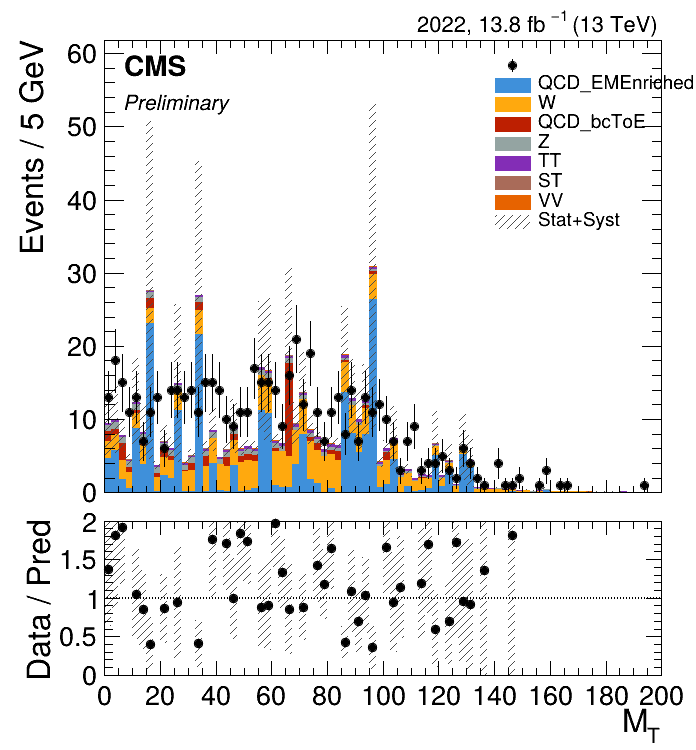 2022, 13.8 fb⁻¹ (13 TeV)
Events / 5 GeV
60
50
40
30
20
10
0
CMS
Preliminary
QCD_EMEnriched
W
QCD_bcToE
Z
TT
ST
VV
Stat+Syst
Data / Pred
2
1.5
1
0.5
0
0 20 40 60 80 100 120 140 160 180 200
M_T